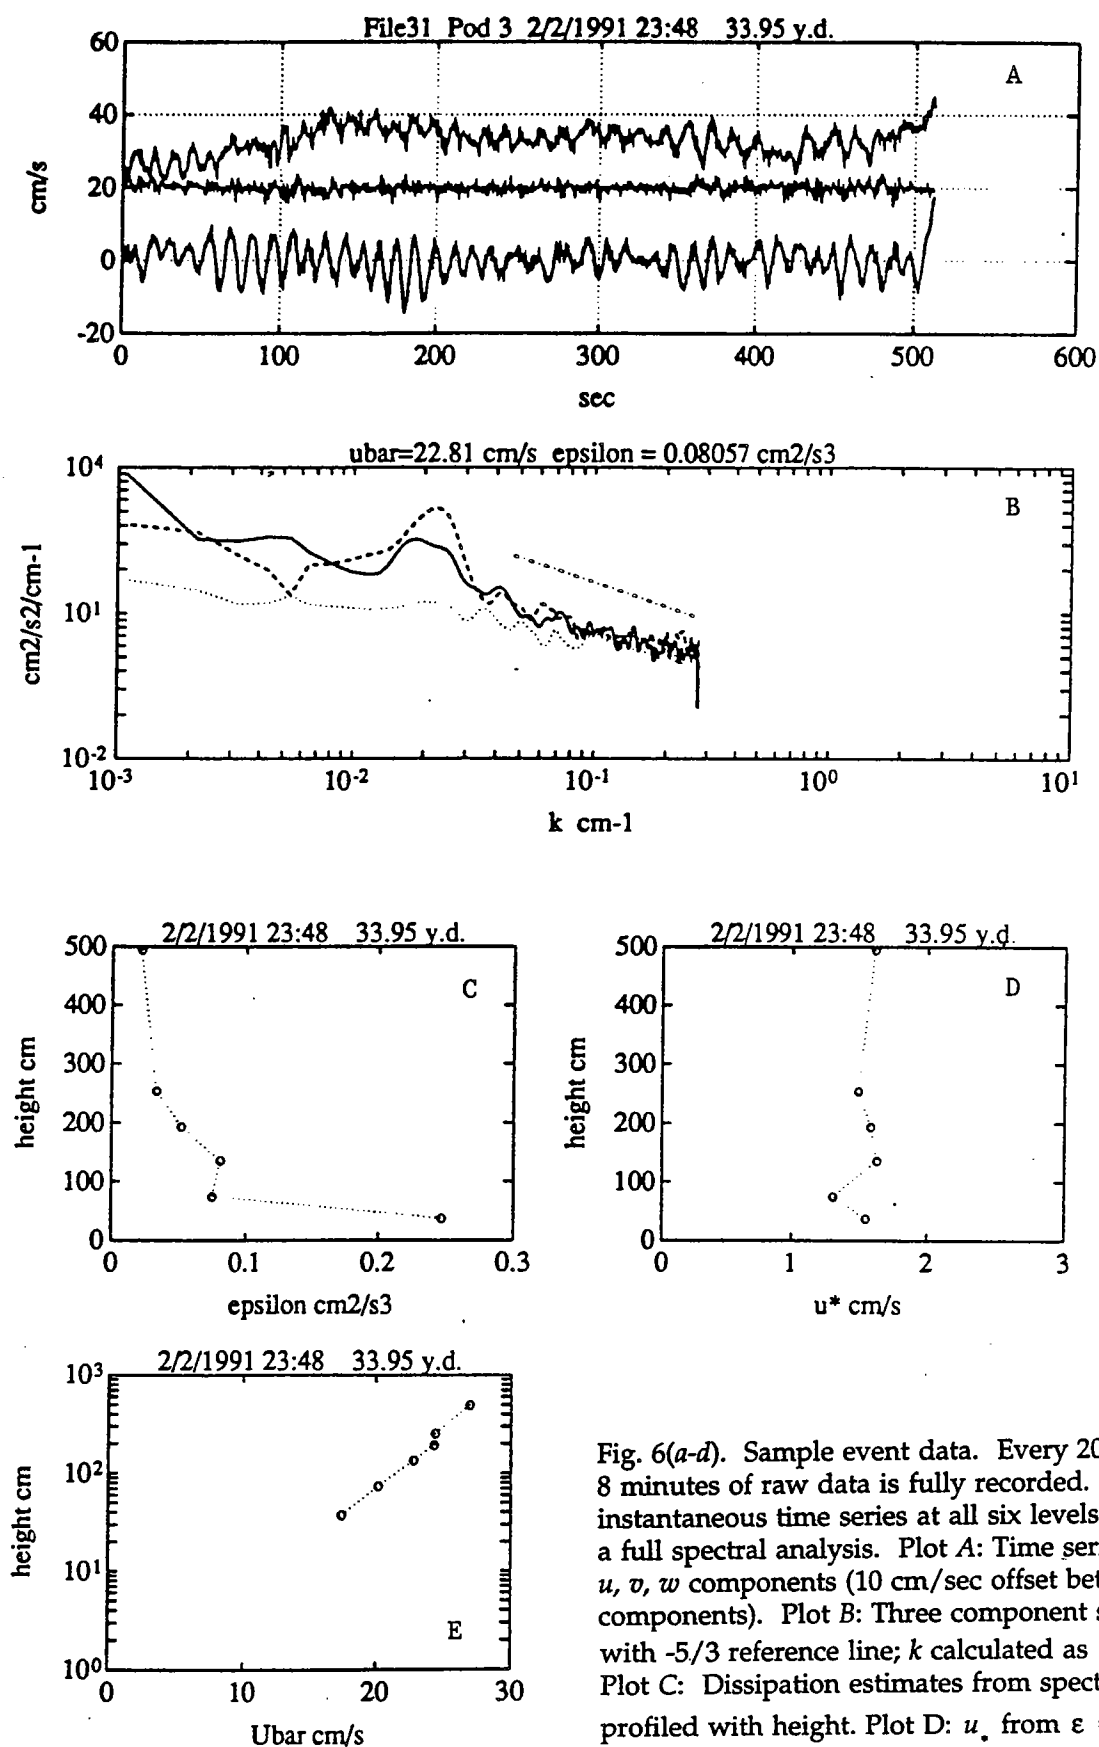 File31 Pod 3 2/2/1991 23:48 33.95 y.d.
A
60
40
20
0
-20
cm/s
0 100 200 300 400 500 600
sec
ubar=22.81 cm/s epsilon = 0.08057 cm2/s3
B
10^4
10^1
10^-2
cm2/s2/cm-1
10^-3 10^-2 10^-1 10^0 10^1
k cm-1
2/2/1991 23:48 33.95 y.d.
C
500
400
300
200
100
0
height cm
0 0.1 0.2 0.3
epsilon cm2/s3
2/2/1991 23:48 33.95 y.d.
D
500
400
300
200
100
0
height cm
0 1 2 3
u* cm/s
2/2/1991 23:48 33.95 y.d.
E
10^3
10^2
10^1
10^0
height cm
0 10 20 30
Ubar cm/s
Fig. 6(a-d). Sample event data. Every 20
8 minutes of raw data is fully recorded.
instantaneous time series at all six levels
a full spectral analysis. Plot A: Time seri
u, v, w components (10 cm/sec offset bet
components). Plot B: Three component s
with -5/3 reference line; k calculated as
Plot C: Dissipation estimates from spect
profiled with height. Plot D: u* from ε =